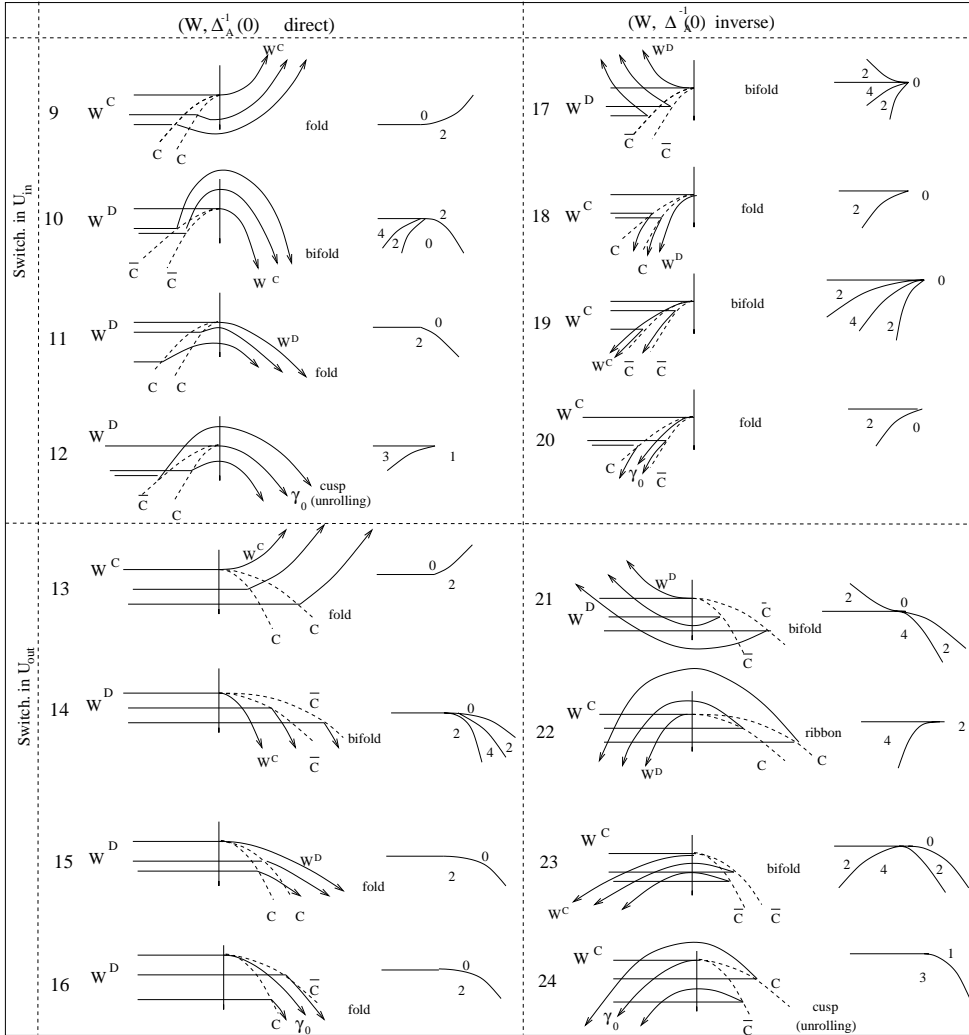 (W, Δ_A^{-1}(0) direct)
(W, Δ_A^{-1}(0) inverse)
Switch. in U_in
9 W^C W^C C C fold 0 2
10 W^D C̅ C̅ W^C bifold 4 2 0 2
11 W^D W^D C C fold 0 2
12 W^D C̅ C γ_0 cusp (unrolling) 3 1
17 W^D W^D C̅ C̅ bifold 2 4 2 0
18 W^C C C W^D fold 2 0
19 W^C W^C C̅ C̅ bifold 2 4 2 0
20 W^C C γ_0 C̅ fold 2 0
Switch. in U_out
13 W^C W^C C C fold 0 2
14 W^D W^C C̅ C̅ bifold 0 2 4 2
15 W^D W^D C C fold 0 2
16 W^D C̅ γ_0 fold 0 2
21 W^D W^D C̅ C̅ bifold 2 0 4 2
22 W^C W^D C C ribbon 4 2
23 W^C W^C C̅ C̅ bifold 2 4 0 2
24 W^C γ_0 C̅ C cusp (unrolling) 1 3